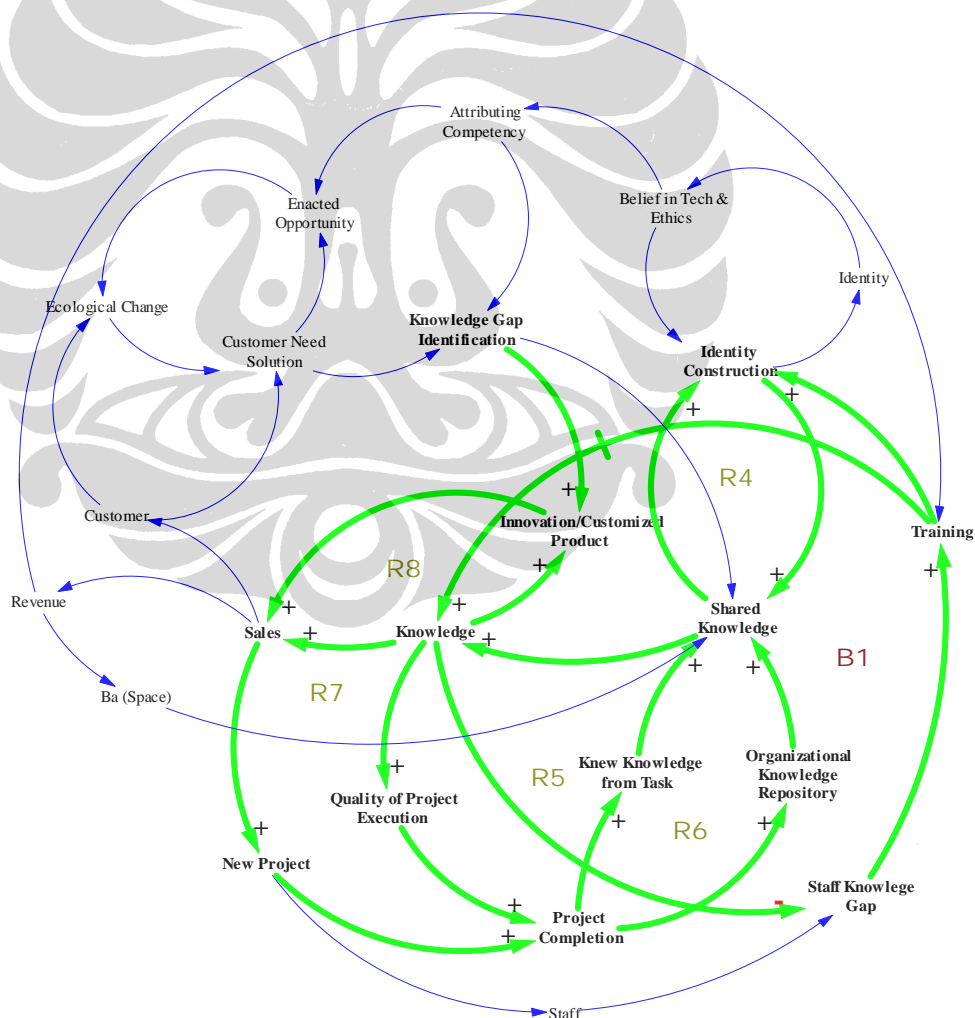 Attributing
Competency
Belief in Tech &
Ethics
Enacted
Opportunity
Identity
Ecological Change
Knowledge Gap
Identification
Customer Need
Solution
Identity
Construction
+
+
R4
+
Customer
Innovation/Customized
Product
Training
+
+
R8
+
+
+
Revenue
Shared
Knowledge
Sales
+
Knowledge
+
B1
+
+
R7
Ba (Space)
Organizational
Knowledge
Repository
Knew Knowledge
from Task
R5
+
Quality of Project
Execution
+
R6
+
+
New Project
Staff Knowlege
Gap
-
+
Project
Completion
+
Staff